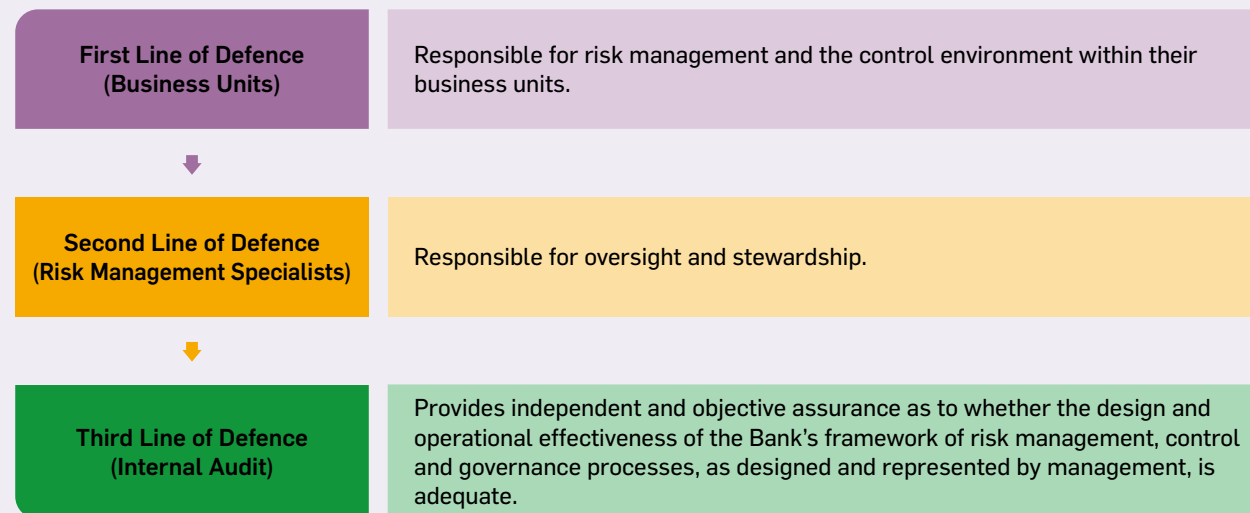 First Line of Defence
(Business Units)
Responsible for risk management and the control environment within their
business units.
Second Line of Defence
(Risk Management Specialists)
Responsible for oversight and stewardship.
Third Line of Defence
(Internal Audit)
Provides independent and objective assurance as to whether the design and
operational effectiveness of the Bank's framework of risk management, control
and governance processes, as designed and represented by management, is
adequate.